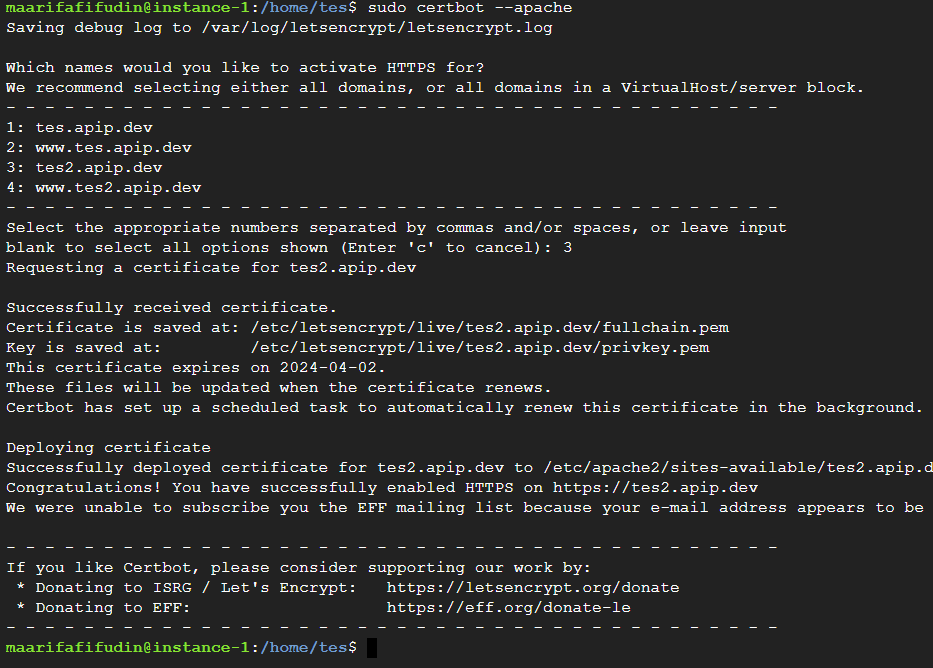 maarifafifudin@instance-1:/home/tes$ sudo certbot --apache
Saving debug log to /var/log/letsencrypt/letsencrypt.log
Which names would you like to activate HTTPS for?
We recommend selecting either all domains, or all domains in a VirtualHost/server block.
- - - - - - - - - - - - - - - - - - - - - - - - - - - - - - - - - - - - - - - -
1: tes.apip.dev
2: www.tes.apip.dev
3: tes2.apip.dev
4: www.tes2.apip.dev
- - - - - - - - - - - - - - - - - - - - - - - - - - - - - - - - - - - - - - - -
Select the appropriate numbers separated by commas and/or spaces, or leave input
blank to select all options shown (Enter 'c' to cancel): 3
Requesting a certificate for tes2.apip.dev
Successfully received certificate.
Certificate is saved at: /etc/letsencrypt/live/tes2.apip.dev/fullchain.pem
Key is saved at:         /etc/letsencrypt/live/tes2.apip.dev/privkey.pem
This certificate expires on 2024-04-02.
These files will be updated when the certificate renews.
Certbot has set up a scheduled task to automatically renew this certificate in the background.
Deploying certificate
Successfully deployed certificate for tes2.apip.dev to /etc/apache2/sites-available/tes2.apip.d
Congratulations! You have successfully enabled HTTPS on https://tes2.apip.dev
We were unable to subscribe you the EFF mailing list because your e-mail address appears to be
- - - - - - - - - - - - - - - - - - - - - - - - - - - - - - - - - - - - - - - -
If you like Certbot, please consider supporting our work by:
 * Donating to ISRG / Let's Encrypt:   https://letsencrypt.org/donate
 * Donating to EFF:                    https://eff.org/donate-le
- - - - - - - - - - - - - - - - - - - - - - - - - - - - - - - - - - - - - - - -
maarifafifudin@instance-1:/home/tes$